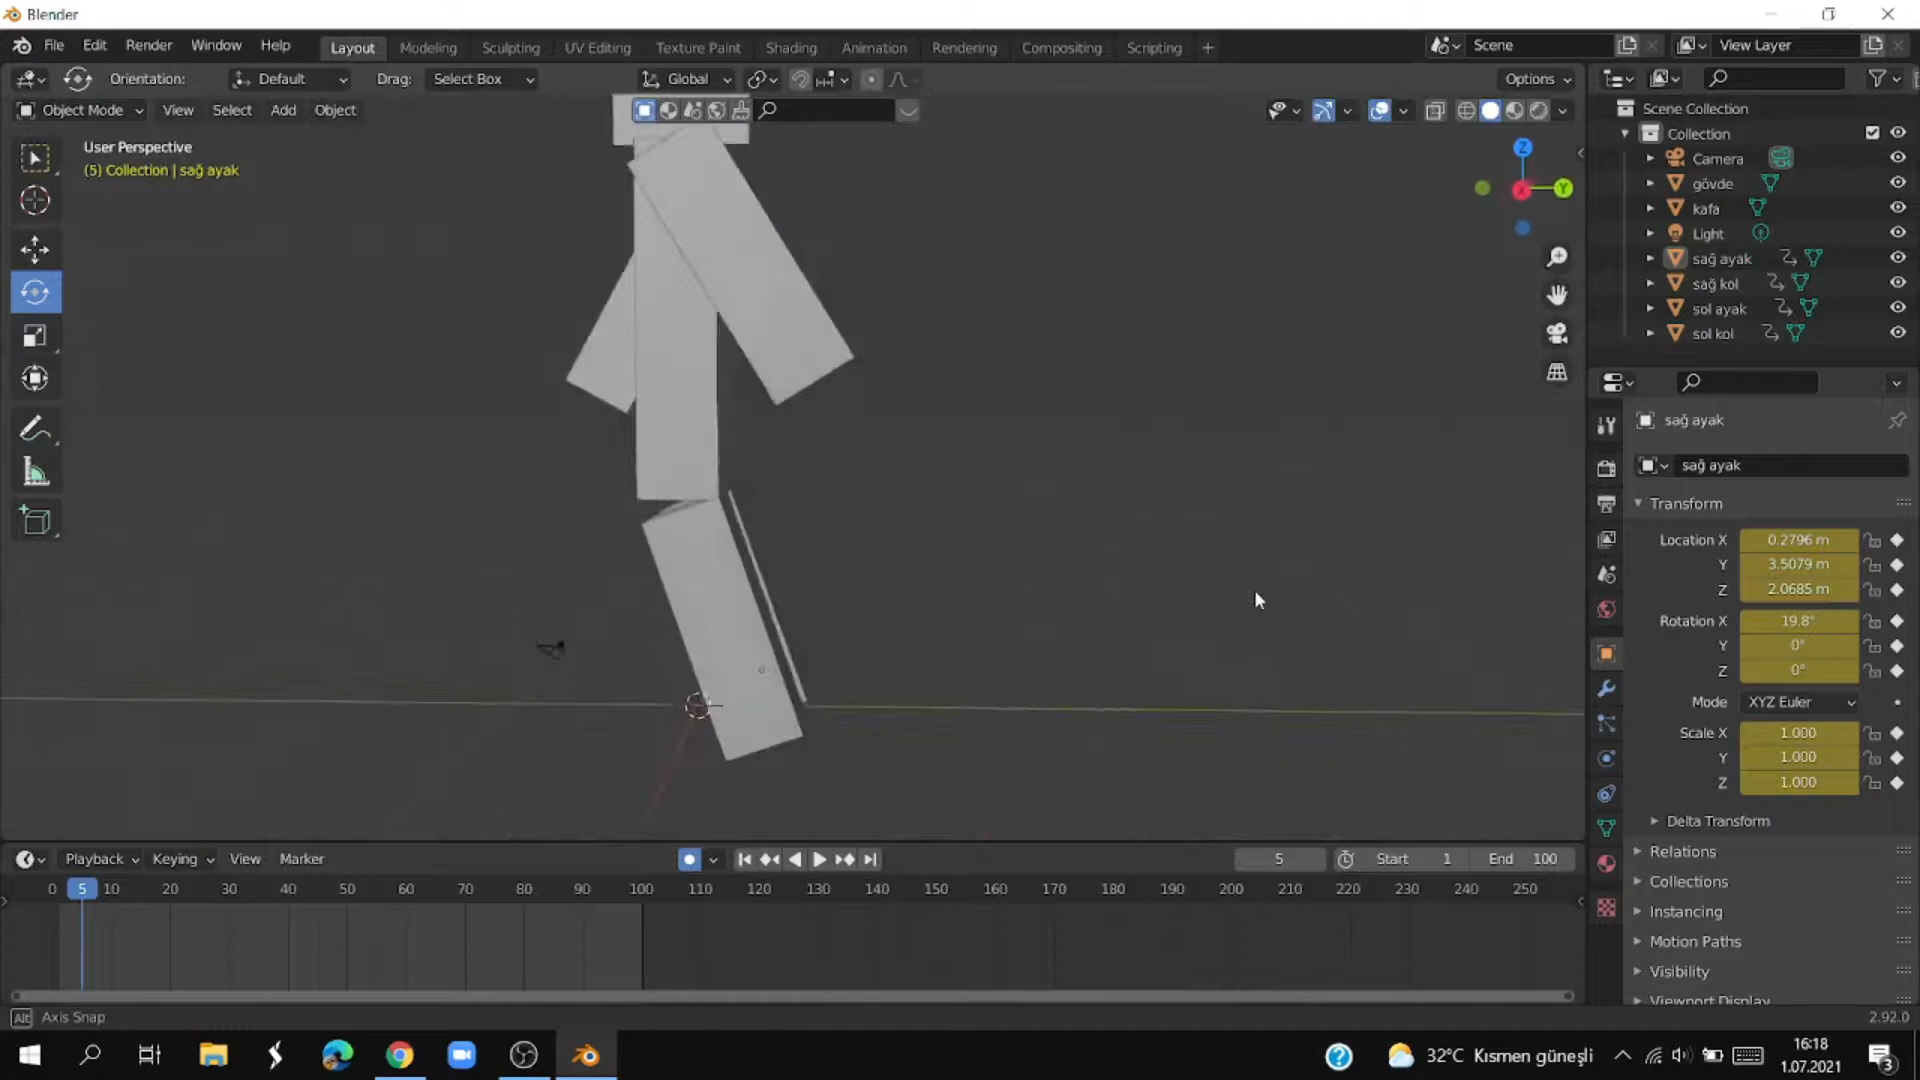 Blender
File Edit Render Window Help Layout Modeling Sculpting UV Editing Texture Paint Shading Animation Rendering Compositing Scripting + Scene View Layer
Orientation: Default Drag: Select Box Global Options
Object Mode View Select Add Object
User Perspective
(5) Collection | sağ ayak
Z
Y
X
Scene Collection
Collection
Camera
gövde
kafa
Light
sağ ayak
sağ kol
sol ayak
sol kol
sağ ayak
sağ ayak
Transform
Location X 0.2796 m
Y 3.5079 m
Z 2.0685 m
Rotation X 19.8°
Y 0°
Z 0°
Mode XYZ Euler
Scale X 1.000
Y 1.000
Z 1.000
Delta Transform
Relations
Collections
Instancing
Motion Paths
Visibility
Viewport Display
Playback Keying View Marker 5 Start 1 End 100
0 5 10 20 30 40 50 60 70 80 90 100 110 120 130 140 150 160 170 180 190 200 210 220 230 240 250
Alt Axis Snap 2.92.0
32°C Kısmen güneşli 16:18
1.07.2021
3